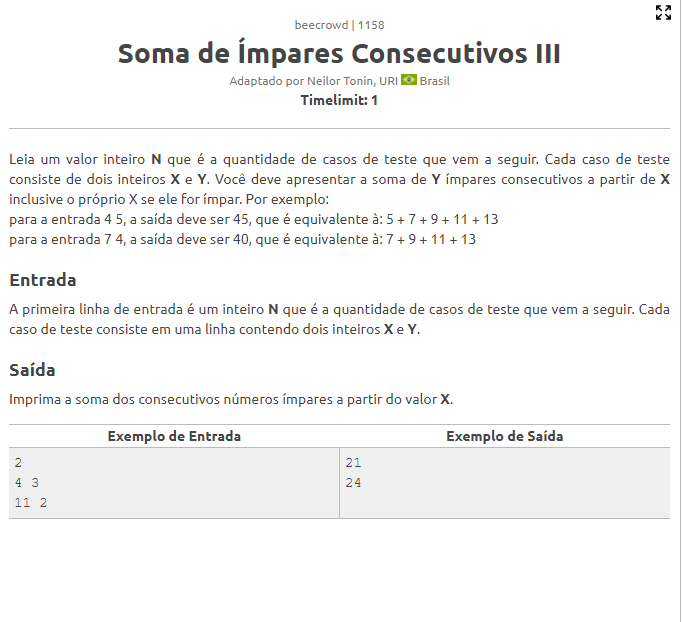 beecrowd | 1158
Soma de Ímpares Consecutivos III
Adaptado por Neilor Tonin, URI Brasil
Timelimit: 1
Leia um valor inteiro N que é a quantidade de casos de teste que vem a seguir. Cada caso de teste
consiste de dois inteiros X e Y. Você deve apresentar a soma de Y ímpares consecutivos a partir de X
inclusive o próprio X se ele for ímpar. Por exemplo:
para a entrada 4 5, a saída deve ser 45, que é equivalente à: 5 + 7 + 9 + 11 + 13
para a entrada 7 4, a saída deve ser 40, que é equivalente à: 7 + 9 + 11 + 13
Entrada
A primeira linha de entrada é um inteiro N que é a quantidade de casos de teste que vem a seguir. Cada
caso de teste consiste em uma linha contendo dois inteiros X e Y.
Saída
Imprima a soma dos consecutivos números ímpares a partir do valor X.
Exemplo de Entrada Exemplo de Saída
2 21
4 3 24
11 2